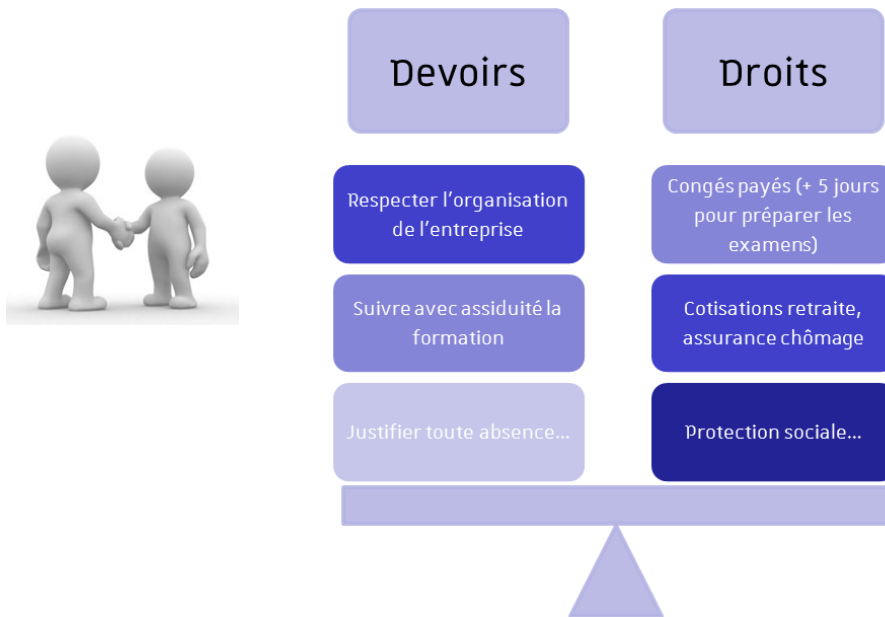 Devoirs
Droits
Respecter l'organisation
de l'entreprise
Suivre avec assiduité la
formation
Justifier toute absence...
Congés payés (+ 5 jours
pour préparer les
examens)
Cotisations retraite,
assurance chômage
Protection sociale...